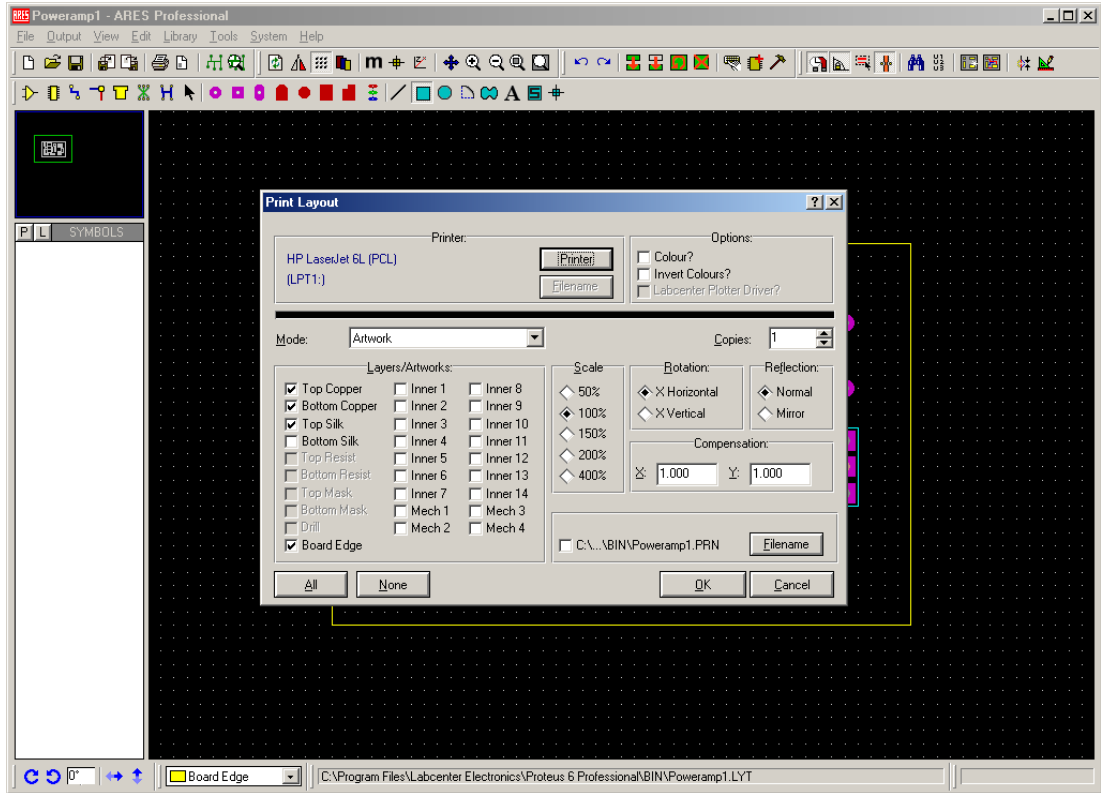 ARES Poweramp1 - ARES Professional
File Output View Edit Library Tools System Help
P L SYMBOLS
Print Layout
Printer:
HP LaserJet 6L (PCL)
(LPT1:)
Printer
Filename
Options:
Colour?
Invert Colours?
Labcenter Plotter Driver?
Mode: Artwork
Copies: 1
Layers/Artworks:
Top Copper Inner 1 Inner 8
Bottom Copper Inner 2 Inner 9
Top Silk Inner 3 Inner 10
Bottom Silk Inner 4 Inner 11
Top Resist Inner 5 Inner 12
Bottom Resist Inner 6 Inner 13
Top Mask Inner 7 Inner 14
Bottom Mask Mech 1 Mech 3
Drill Mech 2 Mech 4
Board Edge
Scale
50%
100%
150%
200%
400%
Rotation:
X Horizontal
X Vertical
Reflection:
Normal
Mirror
Compensation:
X: 1.000 Y: 1.000
C:\...\BIN\Poweramp1.PRN Filename
All None OK Cancel
0° Board Edge C:\Program Files\Labcenter Electronics\Proteus 6 Professional\BIN\Poweramp1.LYT